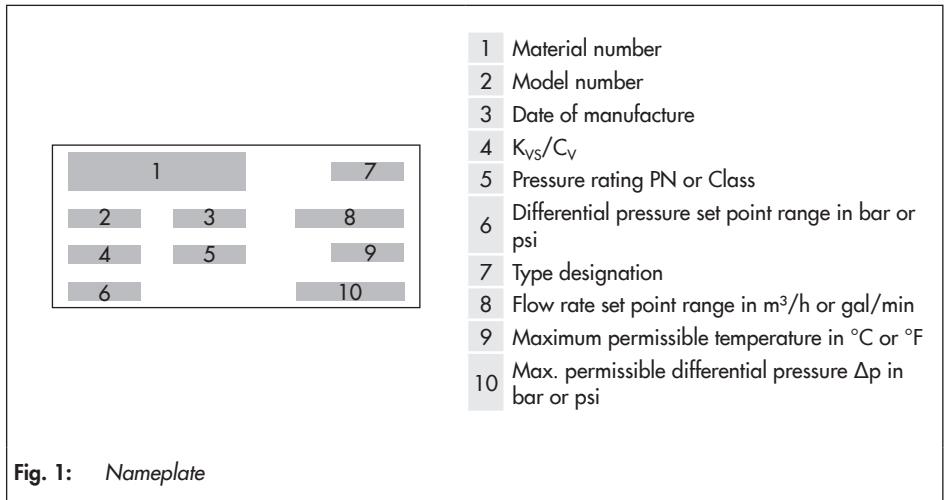 1 7
2 3 8
4 5 9
6 10
1 Material number
2 Model number
3 Date of manufacture
4 K_VS/C_V
5 Pressure rating PN or Class
6 Differential pressure set point range in bar or
psi
7 Type designation
8 Flow rate set point range in m³/h or gal/min
9 Maximum permissible temperature in °C or °F
10 Max. permissible differential pressure Δp in
bar or psi
Fig. 1: Nameplate